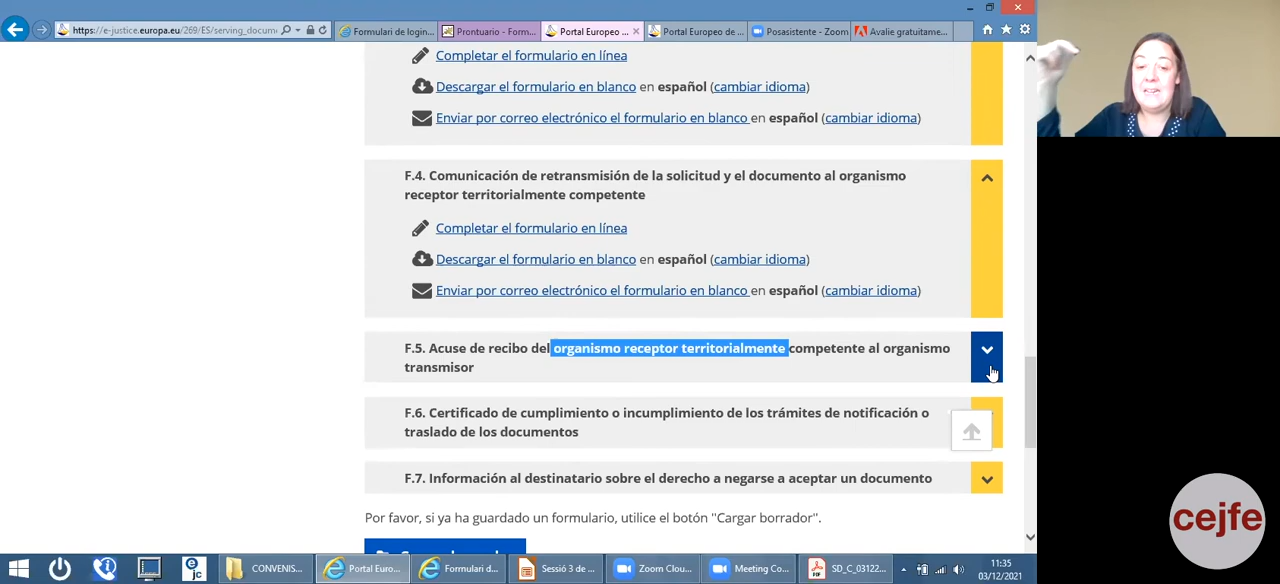 https://e-justice.europa.eu/269/ES/serving_docum
Formulari de login...
Prontuario - Form...
Portal Europeo ...
Portal Europeo de ...
Posasistente - Zoom
Avalie gratuitame...
Completar el formulario en línea
Descargar el formulario en blanco en español (cambiar idioma)
Enviar por correo electrónico el formulario en blanco en español (cambiar idioma)
F.4. Comunicación de retransmisión de la solicitud y el documento al organismo
receptor territorialmente competente
Completar el formulario en línea
Descargar el formulario en blanco en español (cambiar idioma)
Enviar por correo electrónico el formulario en blanco en español (cambiar idioma)
F.5. Acuse de recibo del organismo receptor territorialmente competente al organismo
transmisor
F.6. Certificado de cumplimiento o incumplimiento de los trámites de notificación o
traslado de los documentos
F.7. Información al destinatario sobre el derecho a negarse a aceptar un documento
Por favor, si ya ha guardado un formulario, utilice el botón "Cargar borrador".
cejfe
CONVENIS...
Portal Euro...
Formulari d...
Sessió 3 de ...
Zoom Clou...
Meeting Co...
SD_C_03122...
11:35
03/12/2021